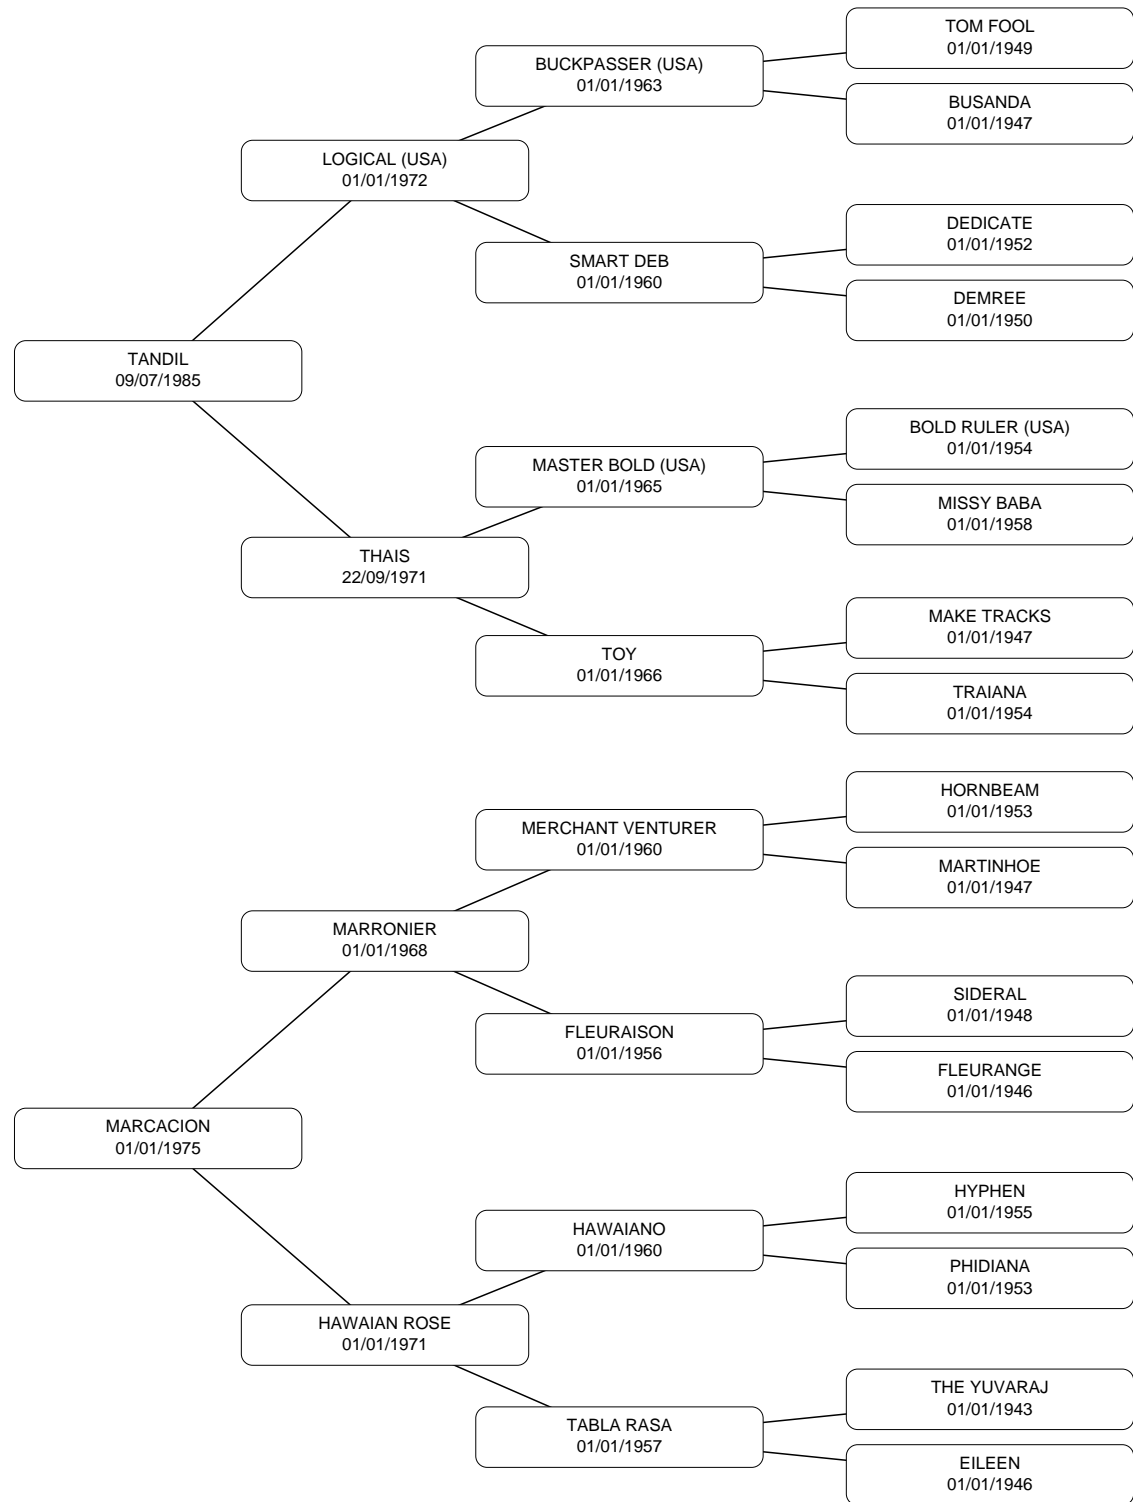 TOM FOOL
01/01/1949
BUCKPASSER (USA)
01/01/1963
BUSANDA
01/01/1947
LOGICAL (USA)
01/01/1972
DEDICATE
01/01/1952
SMART DEB
01/01/1960
DEMREE
01/01/1950
TANDIL
09/07/1985
BOLD RULER (USA)
01/01/1954
MASTER BOLD (USA)
01/01/1965
MISSY BABA
01/01/1958
THAIS
22/09/1971
MAKE TRACKS
01/01/1947
TOY
01/01/1966
TRAIANA
01/01/1954
HORNBEAM
01/01/1953
MERCHANT VENTURER
01/01/1960
MARTINHOE
01/01/1947
MARRONIER
01/01/1968
SIDERAL
01/01/1948
FLEURAISON
01/01/1956
FLEURANGE
01/01/1946
MARCACION
01/01/1975
HYPHEN
01/01/1955
HAWAIANO
01/01/1960
PHIDIANA
01/01/1953
HAWAIAN ROSE
01/01/1971
THE YUVARAJ
01/01/1943
TABLA RASA
01/01/1957
EILEEN
01/01/1946